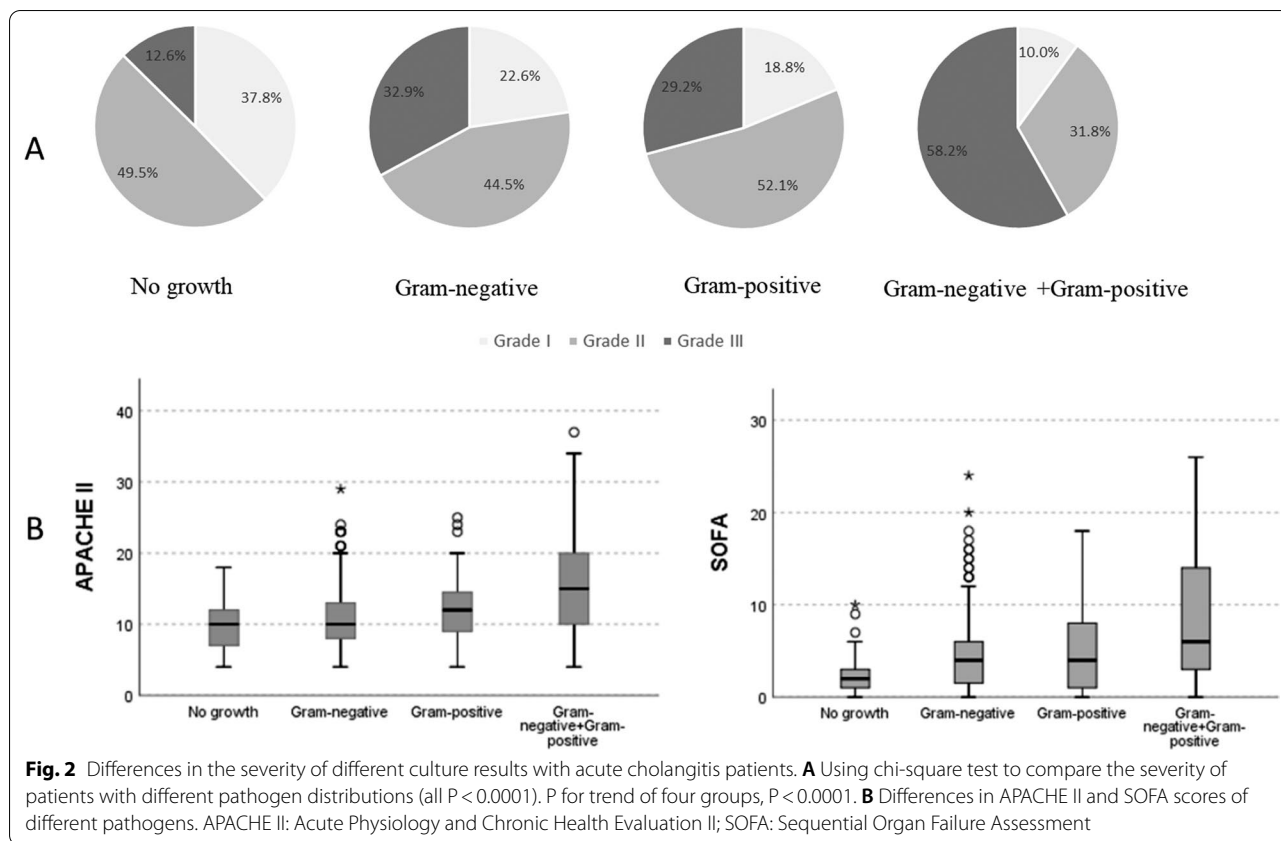 12.6%
37.8%
49.5%
32.9%
22.6%
44.5%
29.2%
18.8%
52.1%
10.0%
31.8%
58.2%
A
No growth
Gram-negative
Gram-positive
Gram-negative +Gram-positive
Grade I
Grade II
Grade III
B
APACHE II
40
30
20
10
0
No growth
Gram-negative
Gram-positive
Gram-
negative+Gram-
positive
SOFA
30
20
10
0
No growth
Gram-negative
Gram-positive
Gram-
negative+Gram-
positive
Fig. 2 Differences in the severity of different culture results with acute cholangitis patients. A Using chi-square test to compare the severity of
patients with different pathogen distributions (all P < 0.0001). P for trend of four groups, P < 0.0001. B Differences in APACHE II and SOFA scores of
different pathogens. APACHE II: Acute Physiology and Chronic Health Evaluation II; SOFA: Sequential Organ Failure Assessment